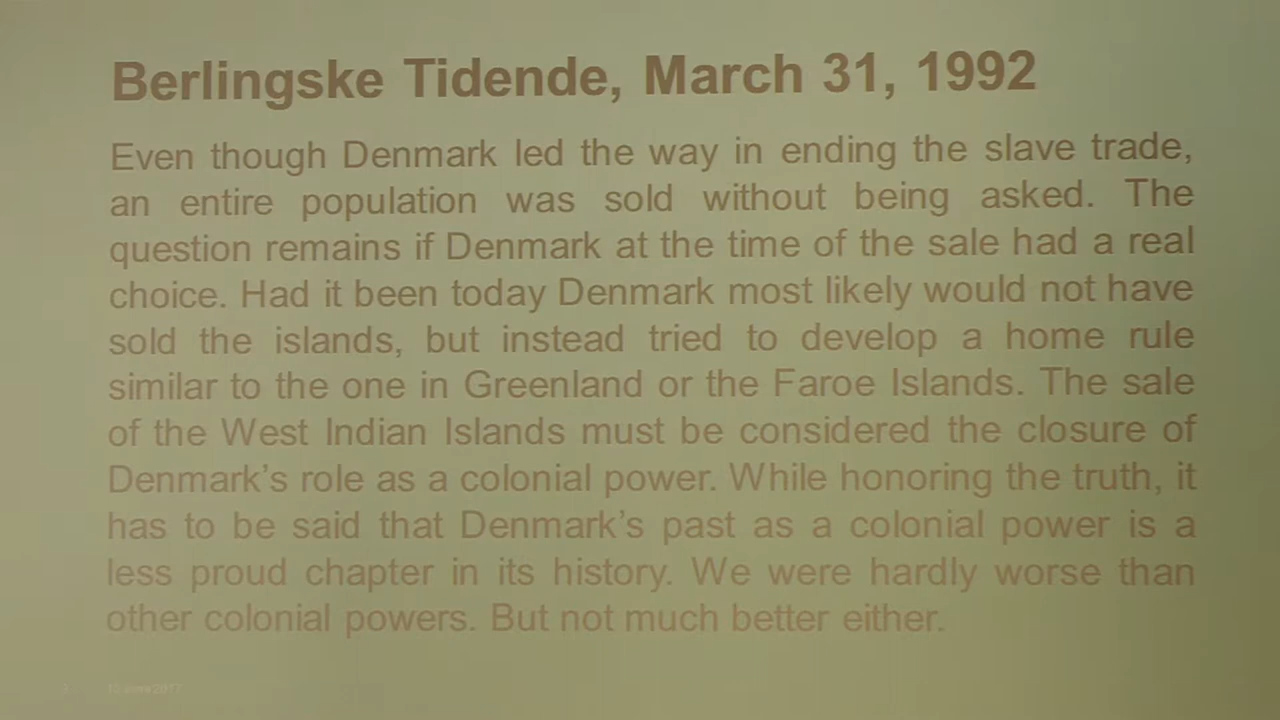 Berlingske Tidende, March 31, 1992
Even though Denmark led the way in ending the slave trade,
an entire population was sold without being asked. The
question remains if Denmark at the time of the sale had a real
choice. Had it been today Denmark most likely would not have
sold the islands, but instead tried to develop a home rule
similar to the one in Greenland or the Faroe Islands. The sale
of the West Indian Islands must be considered the closure of
Denmark's role as a colonial power. While honoring the truth, it
has to be said that Denmark's past as a colonial power is a
less proud chapter in its history. We were hardly worse than
other colonial powers. But not much better either.